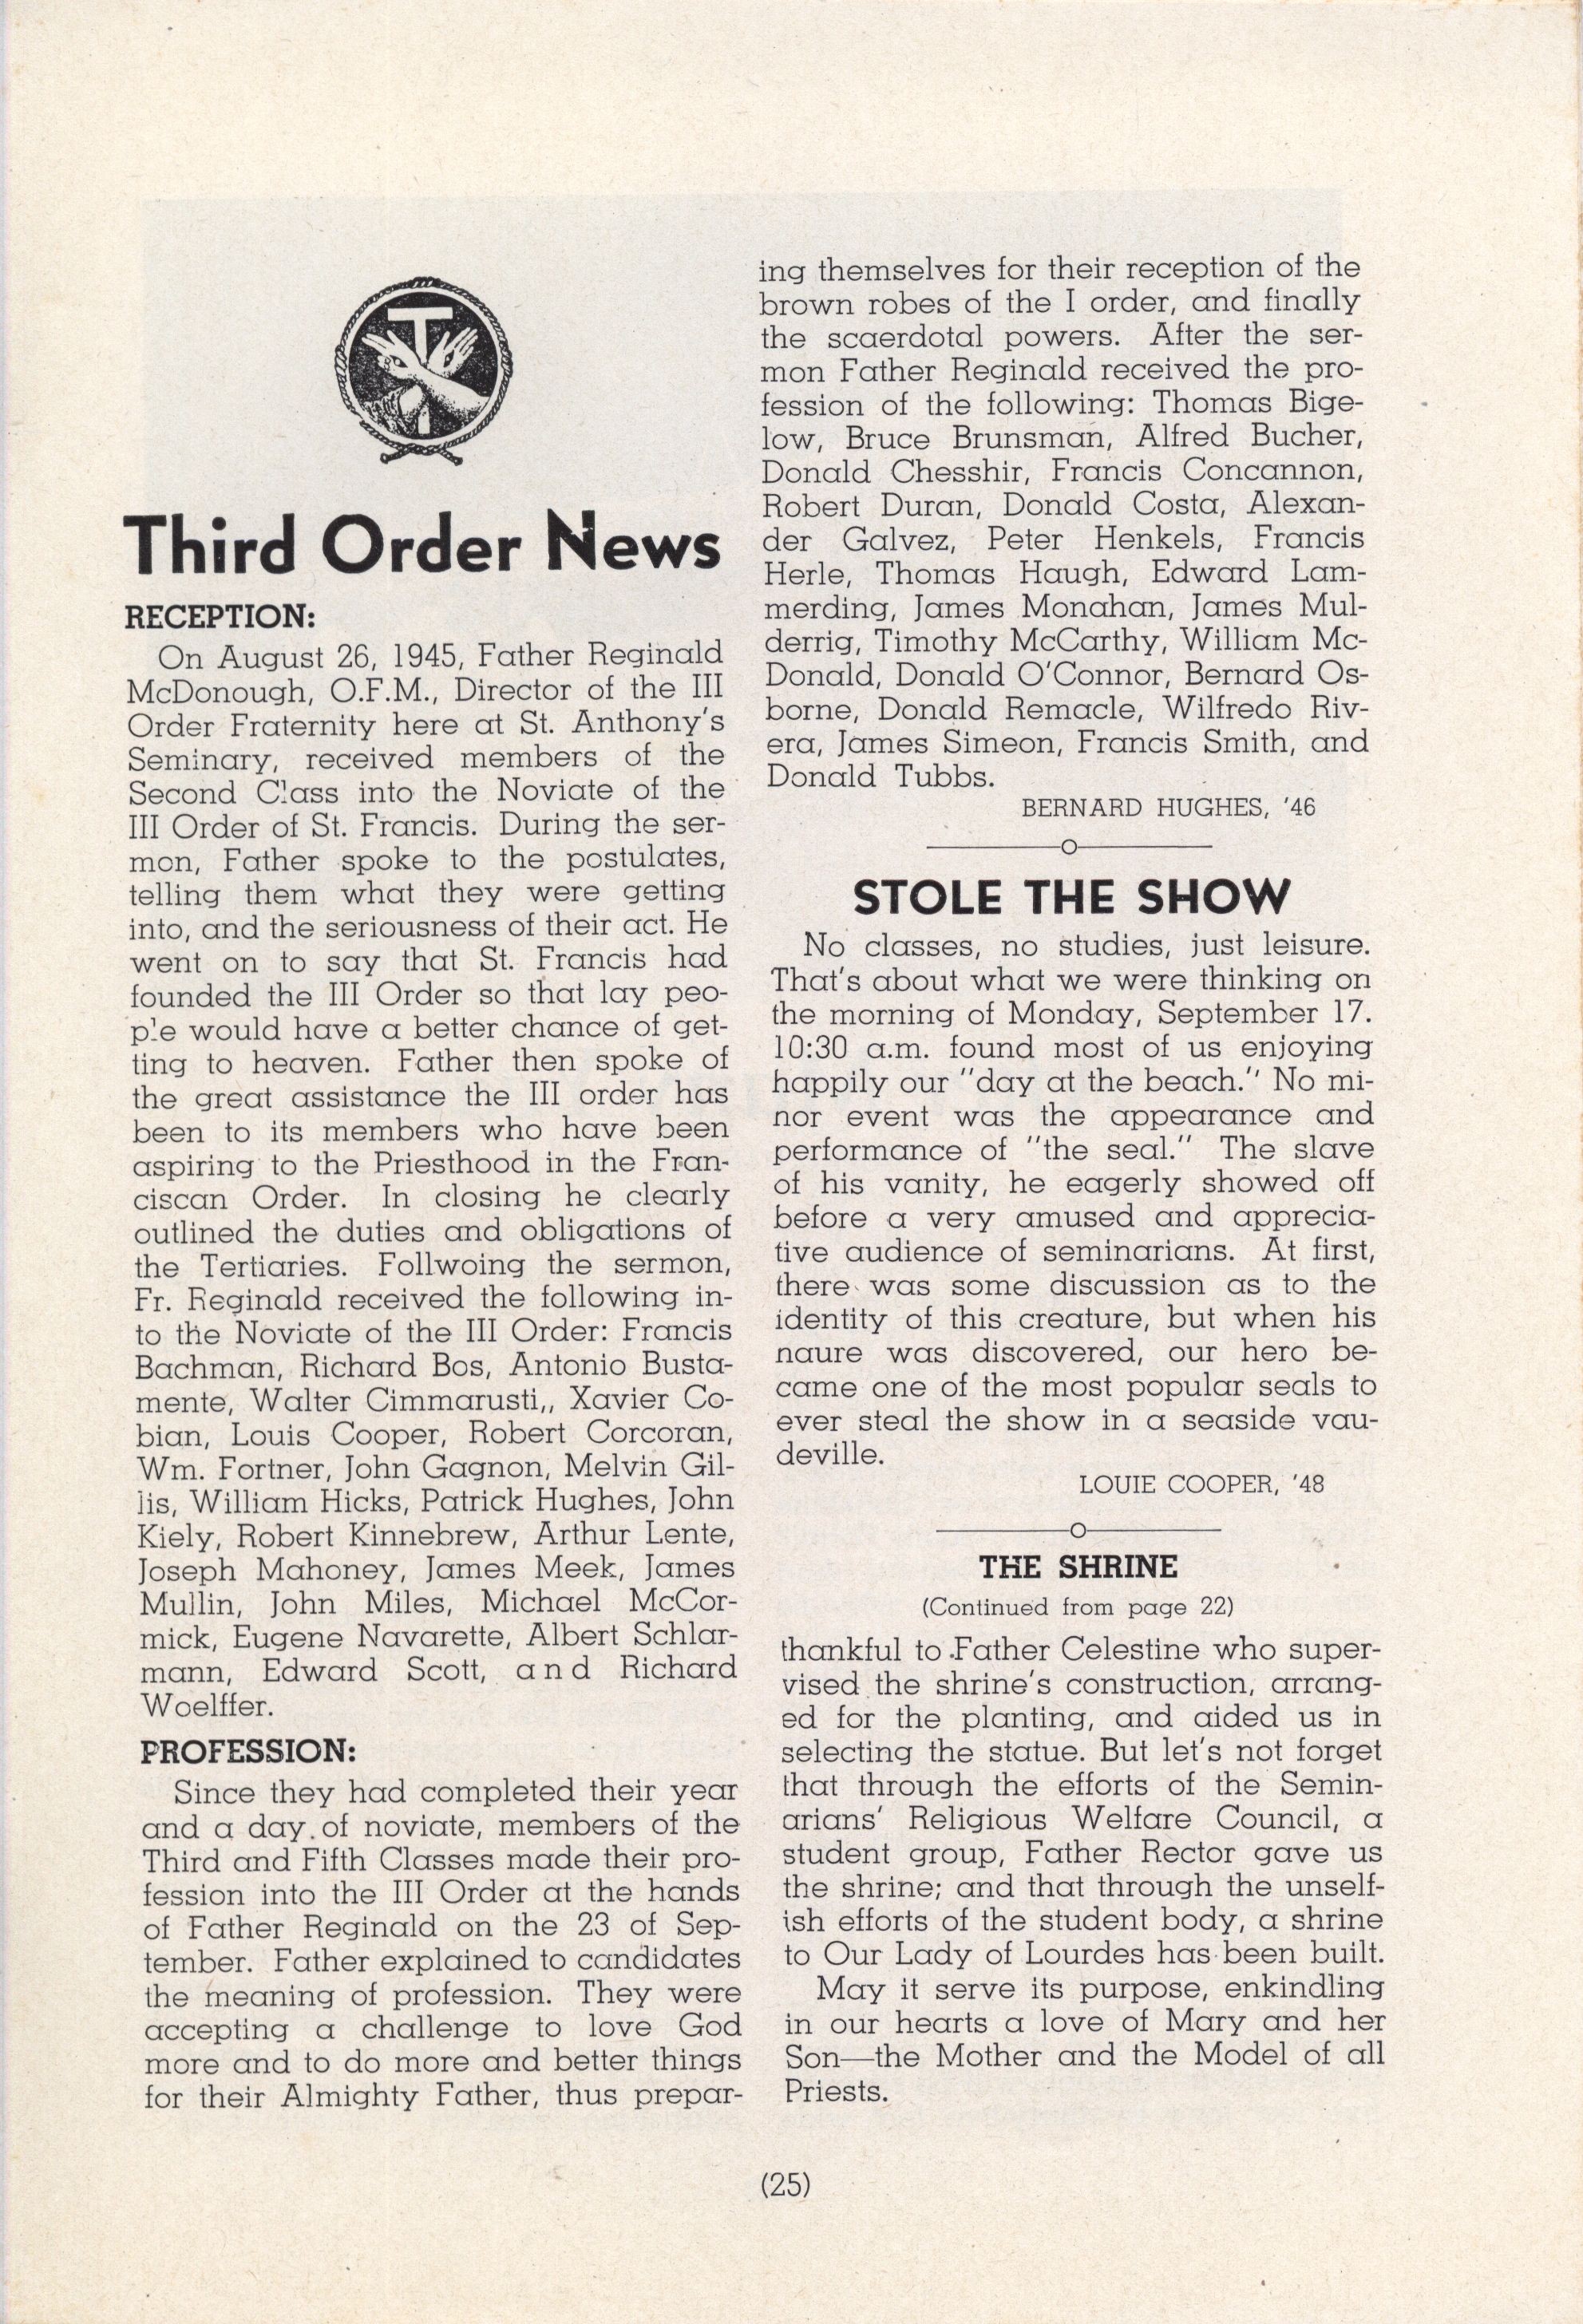 Third Order News
RECEPTION:
On August 26, 1945, Father Reginald
McDonough, O.F.M., Director of the III
Order Fraternity here at St. Anthony's
Seminary, received members of the
Second Class into the Noviate of the
III Order of St. Francis. During the ser-
mon, Father spoke to the postulates,
telling them what they were getting
into, and the seriousness of their act. He
went on to say that St. Francis had
founded the III Order so that lay peo-
ple would have a better chance of get-
ting to heaven. Father then spoke of
the great assistance the III order has
been to its members who have been
aspiring to the Priesthood in the Fran-
ciscan Order. In closing he clearly
outlined the duties and obligations of
the Tertiaries. Follwoing the sermon,
Fr. Reginald received the following in-
to the Noviate of the III Order: Francis
Bachman, Richard Bos, Antonio Busta-
mente, Walter Cimmarusti,, Xavier Co-
bian, Louis Cooper, Robert Corcoran,
Wm. Fortner, John Gagnon, Melvin Gil-
lis, William Hicks, Patrick Hughes, John
Kiely, Robert Kinnebrew, Arthur Lente,
Joseph Mahoney, James Meek, James
Mullin, John Miles, Michael McCor-
mick, Eugene Navarette, Albert Schlar-
mann, Edward Scott, and Richard
Woelffer.
PROFESSION:
Since they had completed their year
and a day of noviate, members of the
Third and Fifth Classes made their pro-
fession into the III Order at the hands
of Father Reginald on the 23 of Sep-
tember. Father explained to candidates
the meaning of profession. They were
accepting a challenge to love God
more and to do more and better things
for their Almighty Father, thus prepar-
ing themselves for their reception of the
brown robes of the I order, and finally
the scaerdotal powers. After the ser-
mon Father Reginald received the pro-
fession of the following: Thomas Bige-
low, Bruce Brunsman, Alfred Bucher,
Donald Chesshir, Francis Concannon,
Robert Duran, Donald Costa, Alexan-
der Galvez, Peter Henkels, Francis
Herle, Thomas Haugh, Edward Lam-
merding, James Monahan, James Mul-
derrig, Timothy McCarthy, William Mc-
Donald, Donald O'Connor, Bernard Os-
borne, Donald Remacle, Wilfredo Riv-
era, James Simeon, Francis Smith, and
Donald Tubbs.
BERNARD HUGHES, '46
STOLE THE SHOW
No classes, no studies, just leisure.
That's about what we were thinking on
the morning of Monday, September 17.
10:30 a.m. found most of us enjoying
happily our "day at the beach." No mi-
nor event was the appearance and
performance of "the seal." The slave
of his vanity, he eagerly showed off
before a very amused and apprecia-
tive audience of seminarians. At first,
there was some discussion as to the
identity of this creature, but when his
naure was discovered, our hero be-
came one of the most popular seals to
ever steal the show in a seaside vau-
deville.
LOUIE COOPER, '48
THE SHRINE
(Continued from page 22)
thankful to Father Celestine who super-
vised the shrine's construction, arrang-
ed for the planting, and aided us in
selecting the statue. But let's not forget
that through the efforts of the Semin-
arians' Religious Welfare Council, a
student group, Father Rector gave us
the shrine; and that through the unself-
ish efforts of the student body, a shrine
to Our Lady of Lourdes has been built.
May it serve its purpose, enkindling
in our hearts a love of Mary and her
Son—the Mother and the Model of all
Priests.
(25)